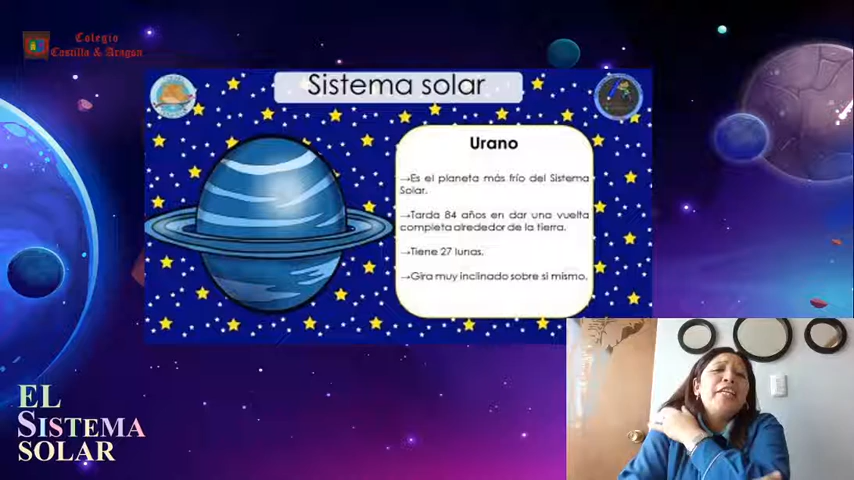 Colegio
Castilla & Aragón
Sistema solar
Urano
→Es el planeta más frío del Sistema
Solar.
→Tarda 84 años en dar una vuelta
completa alrededor de la tierra.
→Tiene 27 lunas.
→Gira muy inclinado sobre si mismo.
EL
SISTEMA
SOLAR